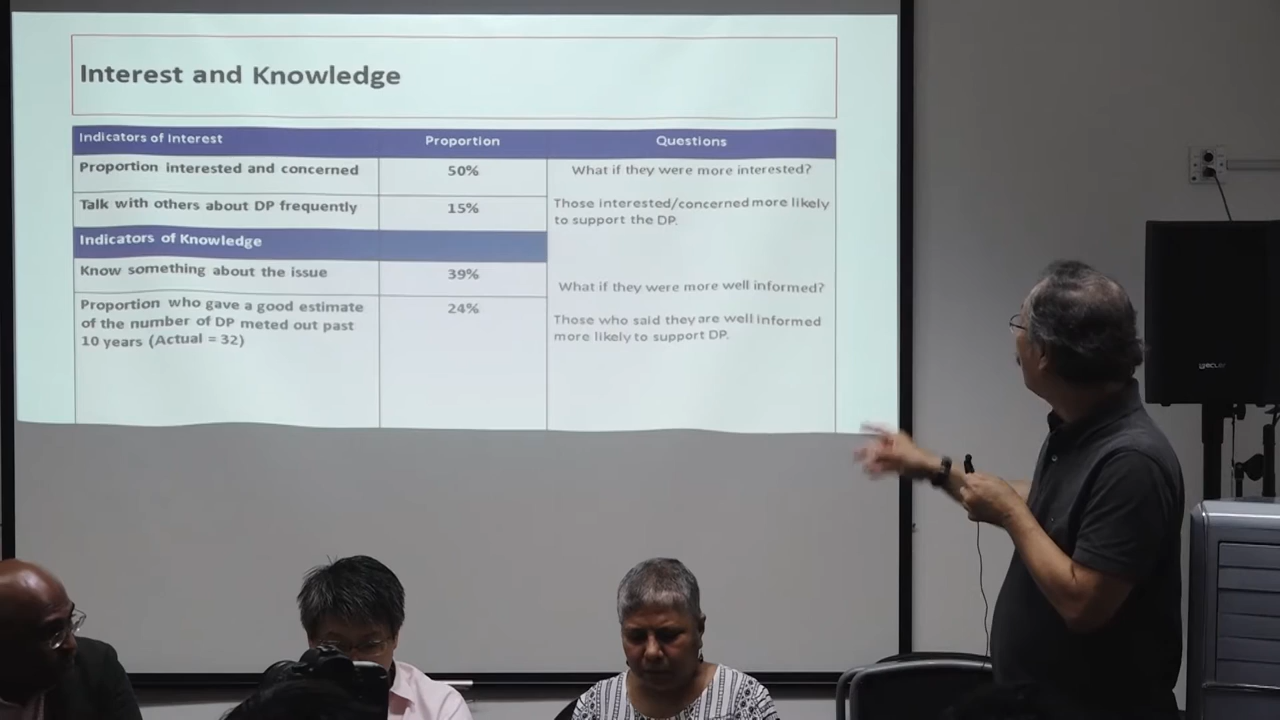 Interest and Knowledge
Indicators of Interest
Proportion
Questions
Proportion interested and concerned
50%
What if they were more interested?
Talk with others about DP frequently
15%
Those interested/concerned more likely
to support the DP.
Indicators of Knowledge
Know something about the issue
39%
What if they were more well informed?
Proportion who gave a good estimate
of the number of DP meted out past
10 years (Actual = 32)
24%
Those who said they are well informed
more likely to support DP.